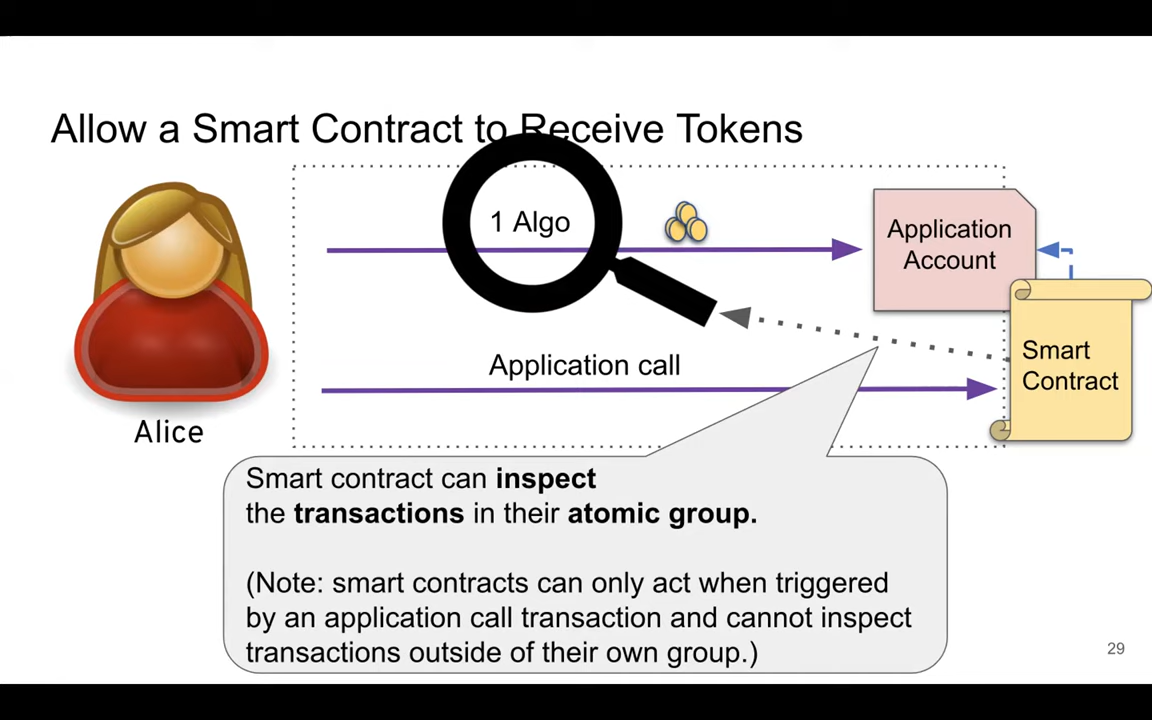 Allow a Smart Contract to Receive Tokens
1 Algo
Application
Account
Smart
Contract
Application call
Alice
Smart contract can inspect
the transactions in their atomic group.
(Note: smart contracts can only act when triggered
by an application call transaction and cannot inspect
transactions outside of their own group.)
29